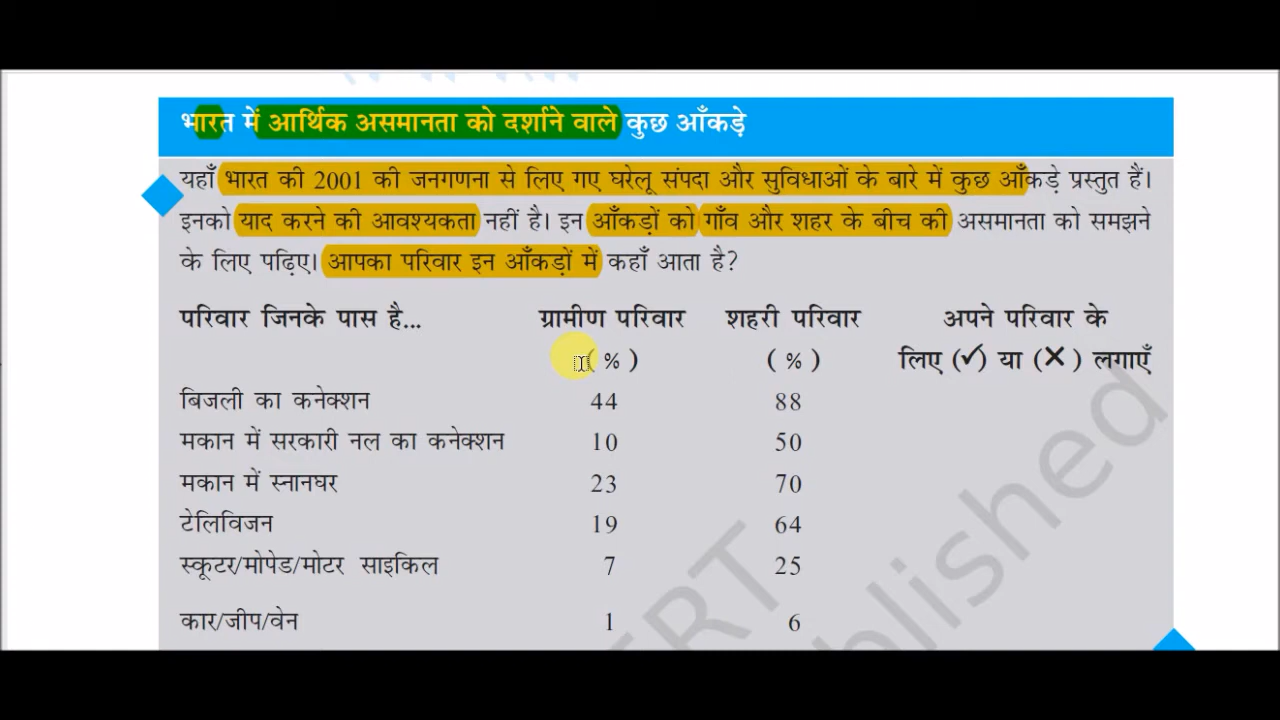 भारत में आर्थिक असमानता को दर्शाने वाले कुछ आँकड़े
यहाँ भारत की 2001 की जनगणना से लिए गए घरेलू संपदा और सुविधाओं के बारे में कुछ आँकड़े प्रस्तुत हैं।
इनको याद करने की आवश्यकता नहीं है। इन आँकड़ों को गाँव और शहर के बीच की असमानता को समझने
के लिए पढ़िए। आपका परिवार इन आँकड़ों में कहाँ आता है?
परिवार जिनके पास है... ग्रामीण परिवार शहरी परिवार अपने परिवार के
( % ) ( % ) लिए (✓) या (✕) लगाएँ
बिजली का कनेक्शन 44 88
मकान में सरकारी नल का कनेक्शन 10 50
मकान में स्नानघर 23 70
टेलिविजन 19 64
स्कूटर/मोपेड/मोटर साइकिल 7 25
कार/जीप/वेन 1 6